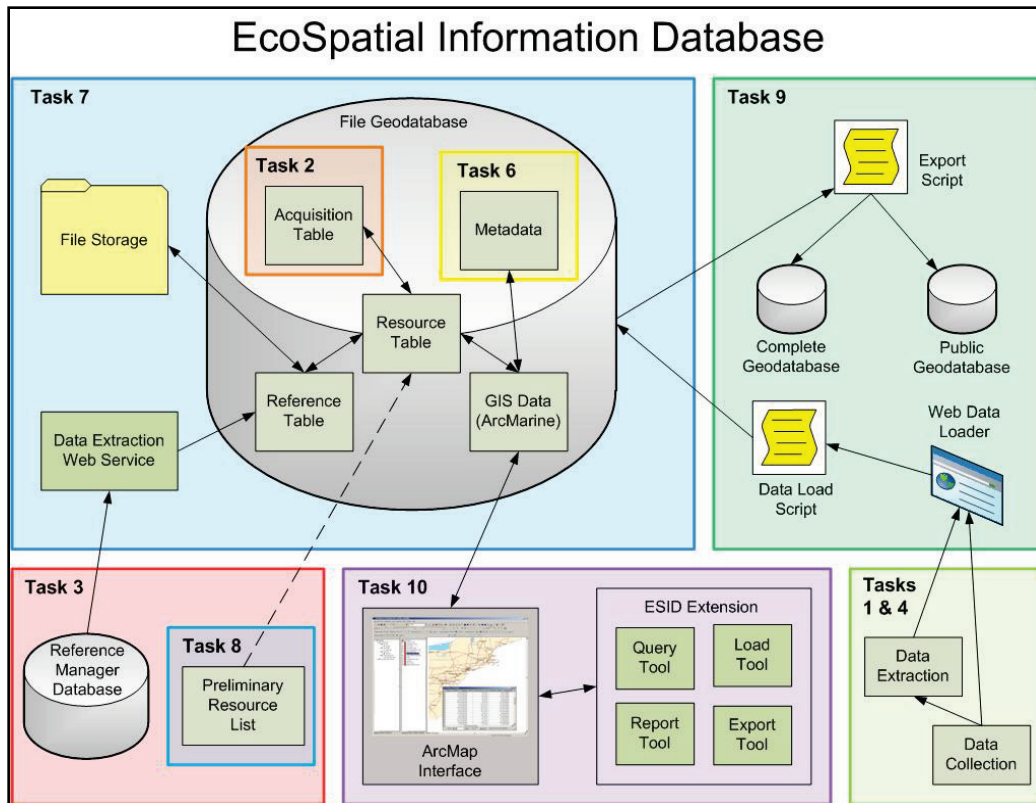 EcoSpatial Information Database
Task 7
File Geodatabase
Task 2
Acquisition
Table
Task 6
Metadata
File Storage
Resource
Table
Reference
Table
GIS Data
(ArcMarine)
Data Extraction
Web Service
Task 9
Export
Script
Complete
Geodatabase
Public
Geodatabase
Web Data
Loader
Data Load
Script
Task 3
Reference
Manager
Database
Task 8
Preliminary
Resource
List
Task 10
ArcMap
Interface
ESID Extension
Query
Tool
Load
Tool
Report
Tool
Export
Tool
Tasks
1 & 4
Data
Extraction
Data
Collection